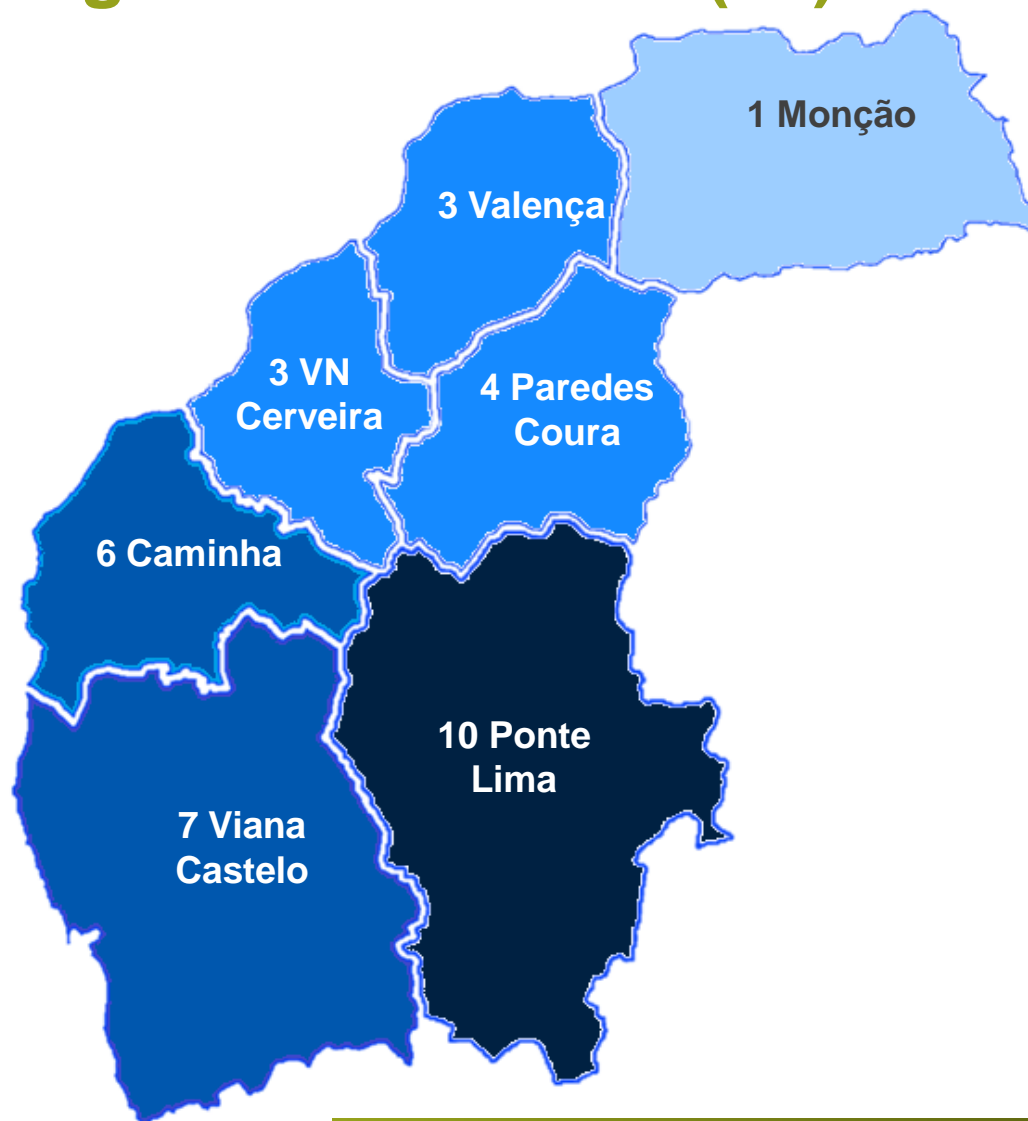 1 Monção
3 Valença
3 VN
Cerveira
4 Paredes
Coura
6 Caminha
10 Ponte
Lima
7 Viana
Castelo